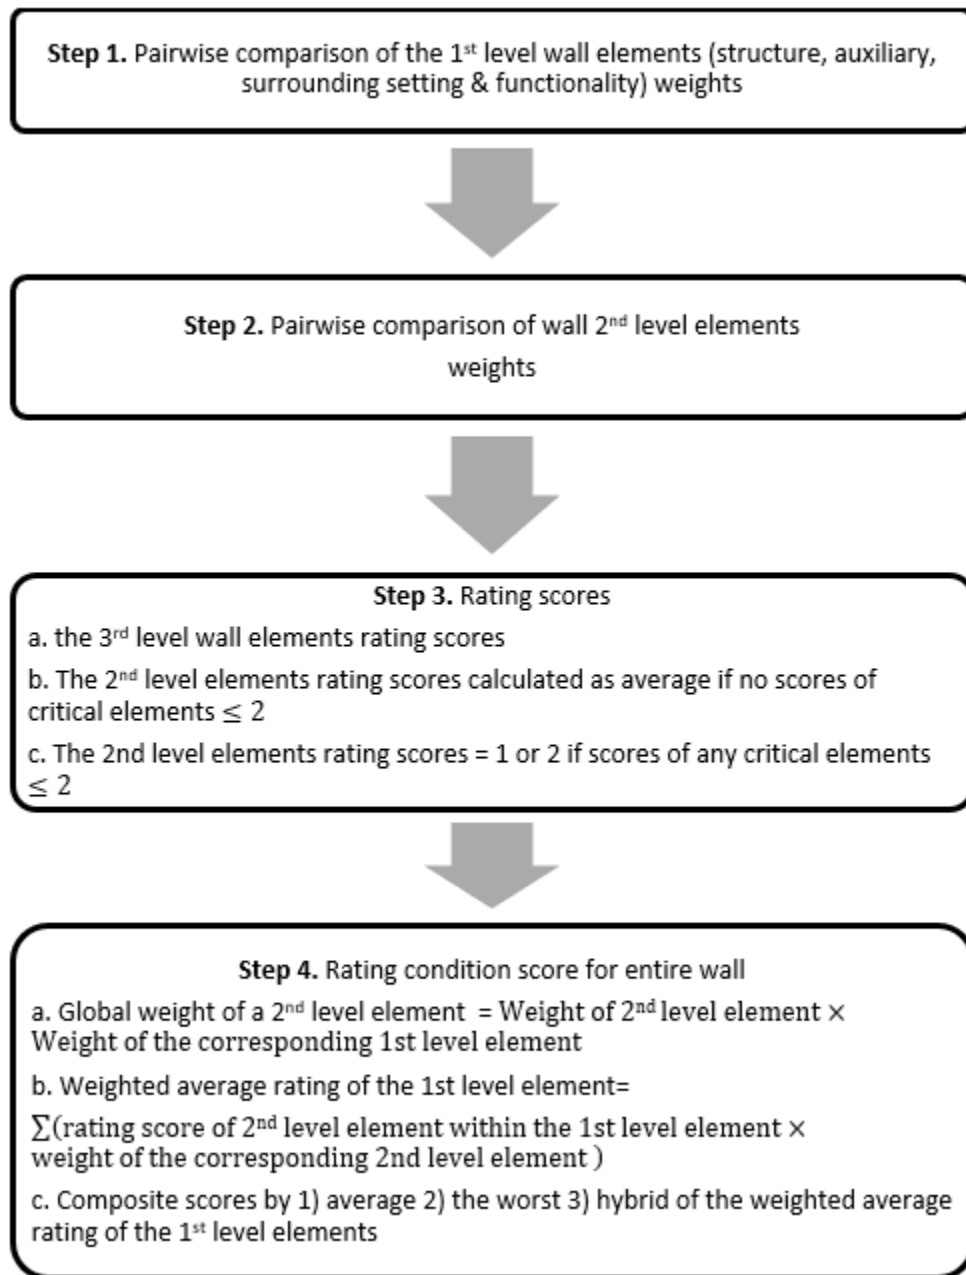 Step 1. Pairwise comparison of the 1st level wall elements (structure, auxiliary,
surrounding setting & functionality) weights
Step 2. Pairwise comparison of wall 2nd level elements
weights
Step 3. Rating scores
a. the 3rd level wall elements rating scores
b. The 2nd level elements rating scores calculated as average if no scores of
critical elements ≤ 2
c. The 2nd level elements rating scores = 1 or 2 if scores of any critical elements
≤ 2
Step 4. Rating condition score for entire wall
a. Global weight of a 2nd level element = Weight of 2nd level element ×
Weight of the corresponding 1st level element
b. Weighted average rating of the 1st level element=
∑(rating score of 2nd level element within the 1st level element ×
weight of the corresponding 2nd level element )
c. Composite scores by 1) average 2) the worst 3) hybrid of the weighted average
rating of the 1st level elements